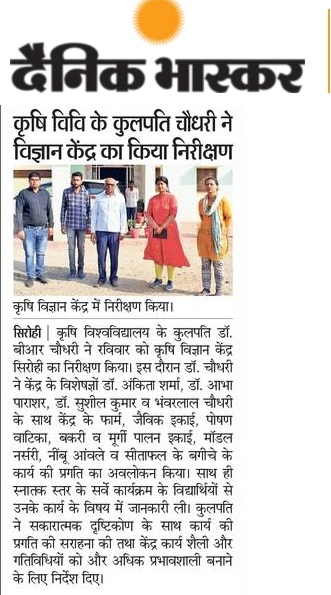 दैनिक भास्कर
कृषि विवि के कुलपति चौधरी ने
विज्ञान केंद्र का किया निरीक्षण
कृषि विज्ञान केंद्र में निरीक्षण किया।
सिरोही | कृषि विश्वविद्यालय के कुलपति डॉ.
बीआर चौधरी ने रविवार को कृषि विज्ञान केंद्र
सिरोही का निरीक्षण किया। इस दौरान डॉ. चौधरी
ने केंद्र के विशेषज्ञों डॉ. अंकिता शर्मा, डॉ. आभा
पाराशर, डॉ. सुशील कुमार व भंवरलाल चौधरी
के साथ केंद्र के फार्म, जैविक इकाई, पोषण
वाटिका, बकरी व मूर्गी पालन इकाई, मॉडल
नर्सरी, नींबू आंवले व सीताफल के बगीचे के
कार्य की प्रगति का अवलोकन किया। साथ ही
स्नातक स्तर के सर्वे कार्यक्रम के विद्यार्थियों से
उनके कार्य के विषय में जानकारी ली। कुलपति
ने सकारात्मक दृष्टिकोण के साथ कार्य की
प्रगति की सराहना की तथा केंद्र कार्य शैली और
गतिविधियों को और अधिक प्रभावशाली बनाने
के लिए निर्देश दिए।